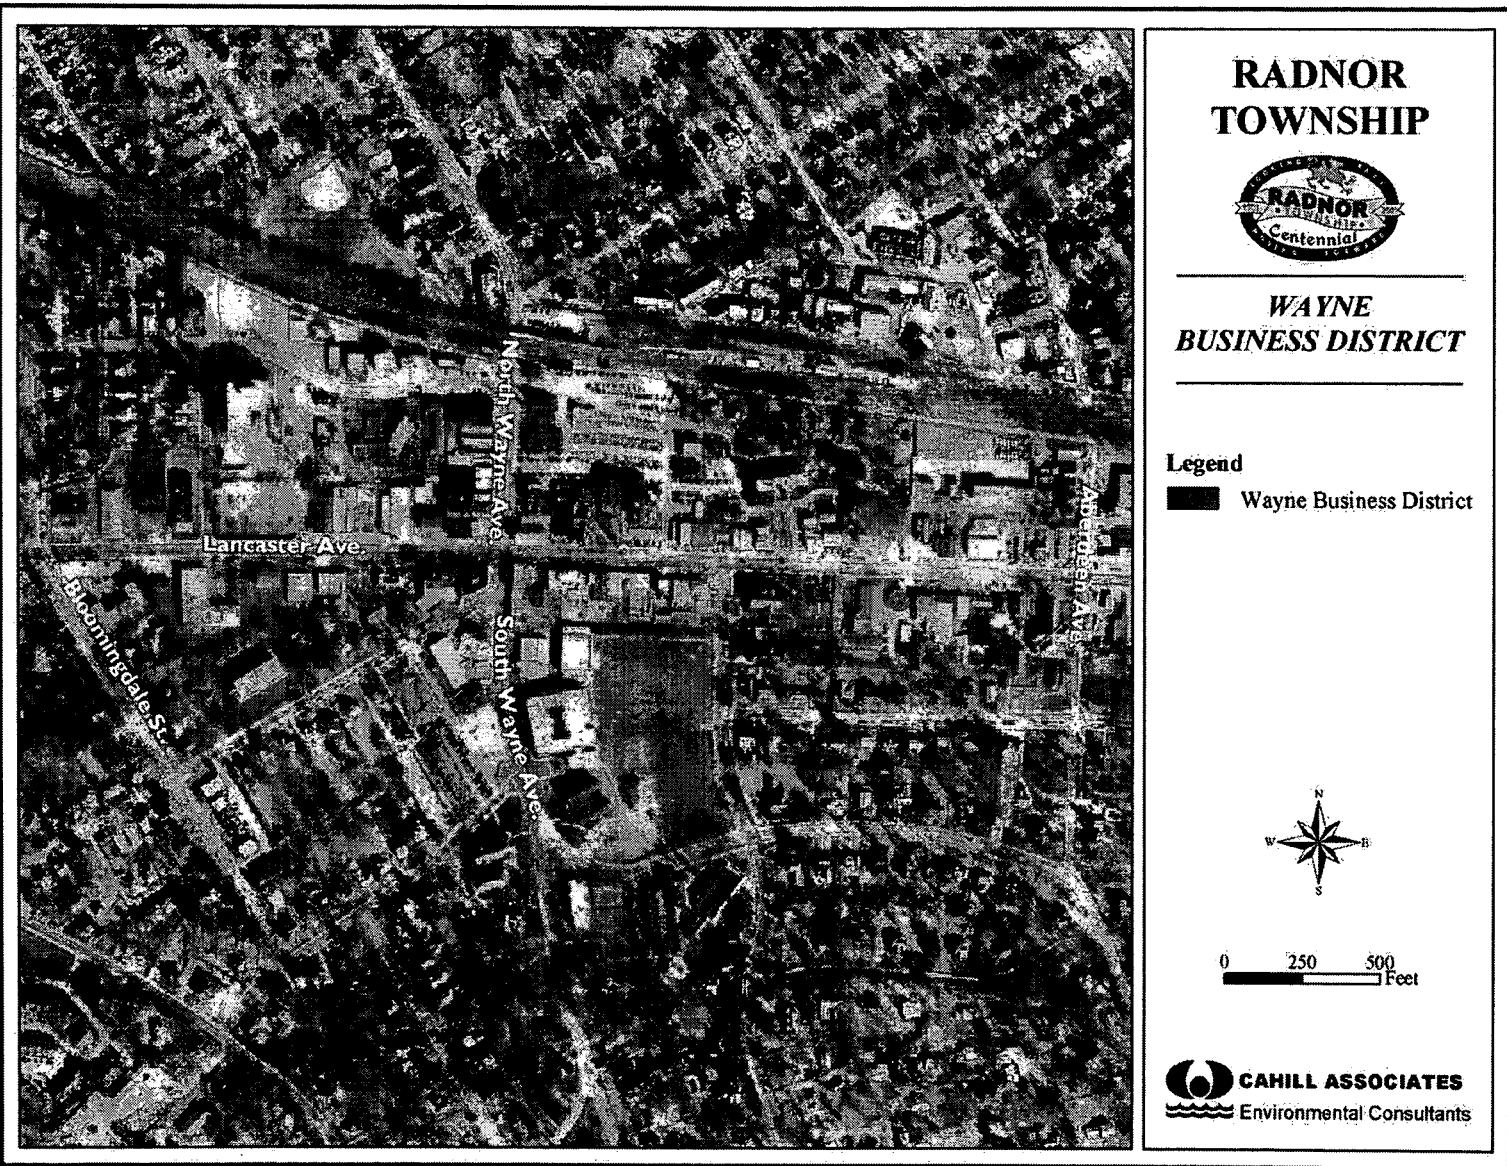 RADNOR
TOWNSHIP
RADNOR
TOWNSHIP
Centennial
WAYNE
BUSINESS DISTRICT
Legend
Wayne Business District
North Wayne Ave.
Lancaster Ave.
Aberdeen Ave.
Bloomingdale St.
South Wayne Ave.
N
W
E
S
0 250 500
Feet
CAHILL ASSOCIATES
Environmental Consultants